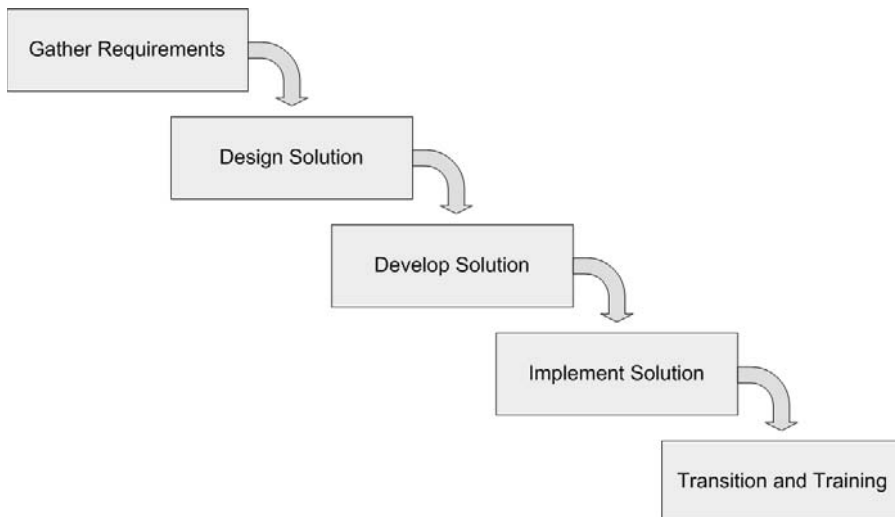 Gather Requirements
Design Solution
Develop Solution
Implement Solution
Transition and Training